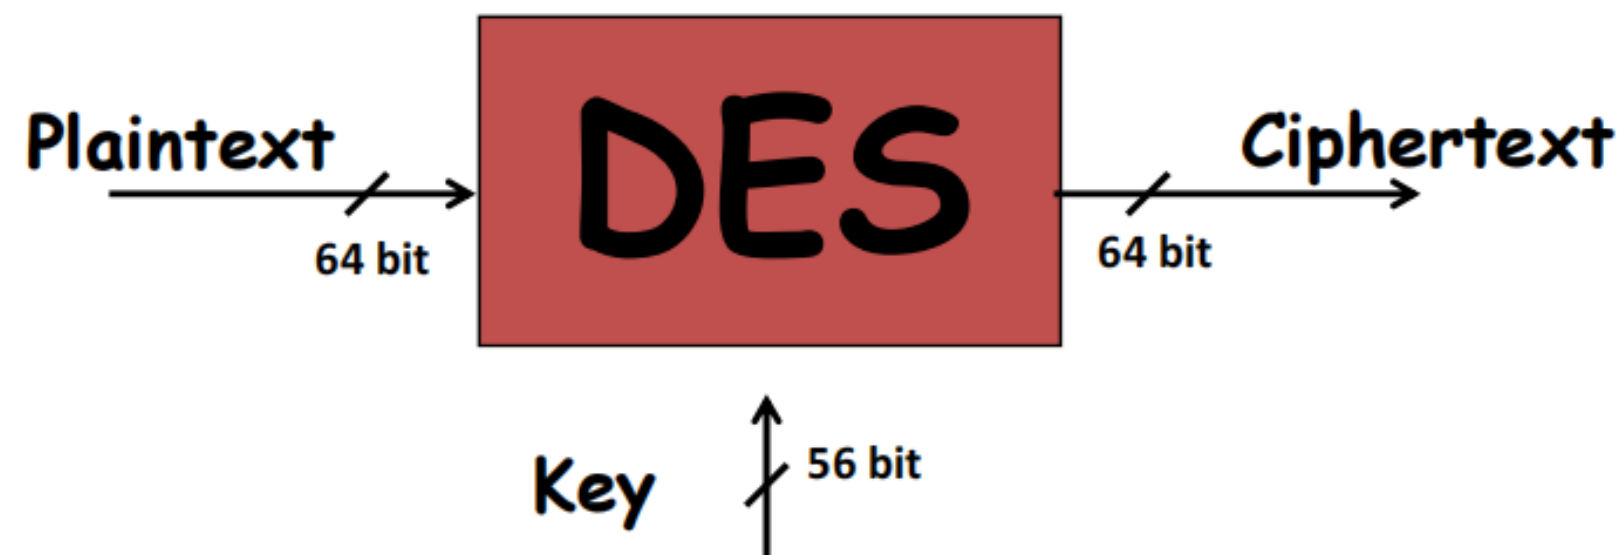 Plaintext
64 bit
DES
Ciphertext
64 bit
Key
56 bit